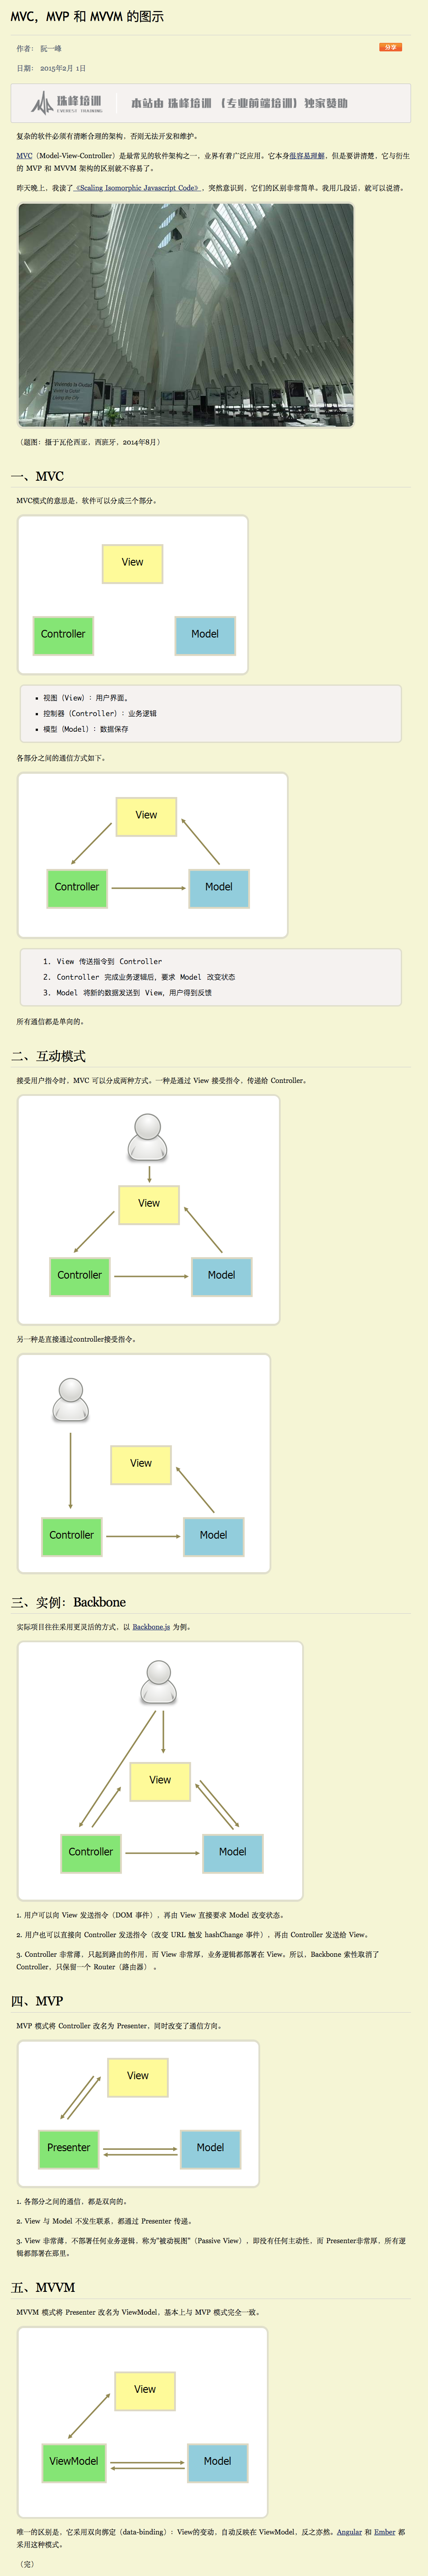 MVC，MVP 和 MVVM 的图示
作者： 阮一峰
分享
日期： 2015年2月 1日
珠峰培训
EVEREST TRAINING
本站由 珠峰培训 （专业前端培训） 独家赞助
复杂的软件必须有清晰合理的架构，否则无法开发和维护。
MVC（Model-View-Controller）是最常见的软件架构之一，业界有着广泛应用。它本身很容易理解，但是要讲清楚，它与衍生
的 MVP 和 MVVM 架构的区别就不容易了。
昨天晚上，我读了《Scaling Isomorphic Javascript Code》，突然意识到，它们的区别非常简单。我用几段话，就可以说清。
（题图：摄于瓦伦西亚，西班牙，2014年8月）
一、MVC
MVC模式的意思是，软件可以分成三个部分。
View
Controller
Model
▪ 视图（View）：用户界面。
▪ 控制器（Controller）：业务逻辑
▪ 模型（Model）：数据保存
各部分之间的通信方式如下。
View
Controller
Model
1. View 传送指令到 Controller
2. Controller 完成业务逻辑后，要求 Model 改变状态
3. Model 将新的数据发送到 View，用户得到反馈
所有通信都是单向的。
二、互动模式
接受用户指令时，MVC 可以分成两种方式。一种是通过 View 接受指令，传递给 Controller。
View
Controller
Model
另一种是直接通过controller接受指令。
View
Controller
Model
三、实例：Backbone
实际项目往往采用更灵活的方式，以 Backbone.js 为例。
View
Controller
Model
1. 用户可以向 View 发送指令（DOM 事件），再由 View 直接要求 Model 改变状态。
2. 用户也可以直接向 Controller 发送指令（改变 URL 触发 hashChange 事件），再由 Controller 发送给 View。
3. Controller 非常薄，只起到路由的作用，而 View 非常厚，业务逻辑都部署在 View。所以，Backbone 索性取消了
Controller，只保留一个 Router（路由器） 。
四、MVP
MVP 模式将 Controller 改名为 Presenter，同时改变了通信方向。
View
Presenter
Model
1. 各部分之间的通信，都是双向的。
2. View 与 Model 不发生联系，都通过 Presenter 传递。
3. View 非常薄，不部署任何业务逻辑，称为"被动视图"（Passive View），即没有任何主动性，而 Presenter非常厚，所有逻
辑都部署在那里。
五、MVVM
MVVM 模式将 Presenter 改名为 ViewModel，基本上与 MVP 模式完全一致。
View
ViewModel
Model
唯一的区别是，它采用双向绑定（data-binding）：View的变动，自动反映在 ViewModel，反之亦然。Angular 和 Ember 都
采用这种模式。
（完）